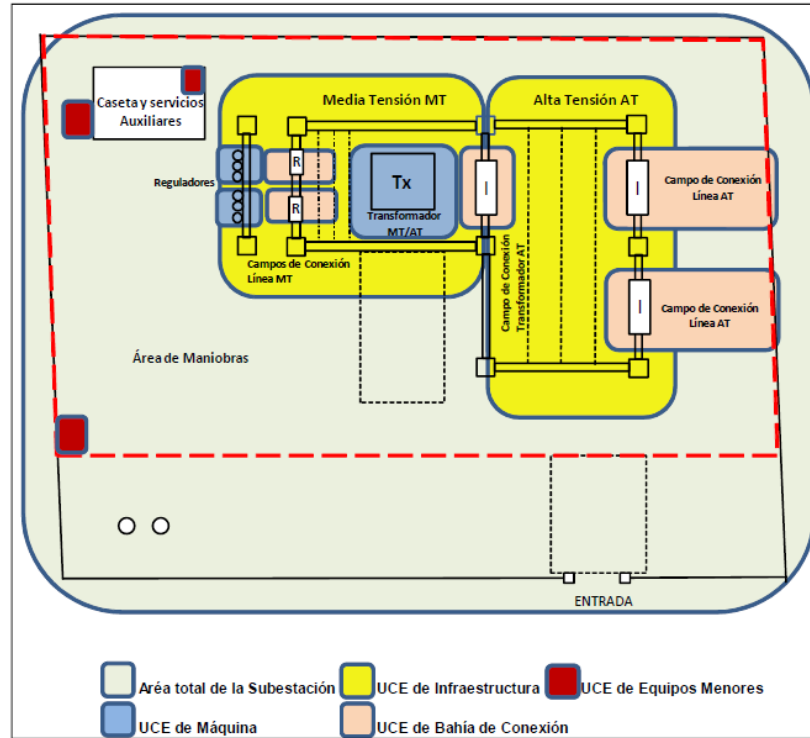 Media Tensión MT
Alta Tensión AT
Caseta y servicios
Auxiliares
Reguladores
R
R
Tx
Transformador
MT/AT
I
I
I
Campo de Conexión
Línea AT
Campo de Conexión
Línea AT
Campos de Conexión
Línea MT
Campo de Conexión
Transformador AT
Área de Maniobras
ENTRADA
Aréa total de la Subestación
UCE de Infraestructura
UCE de Equipos Menores
UCE de Máquina
UCE de Bahía de Conexión